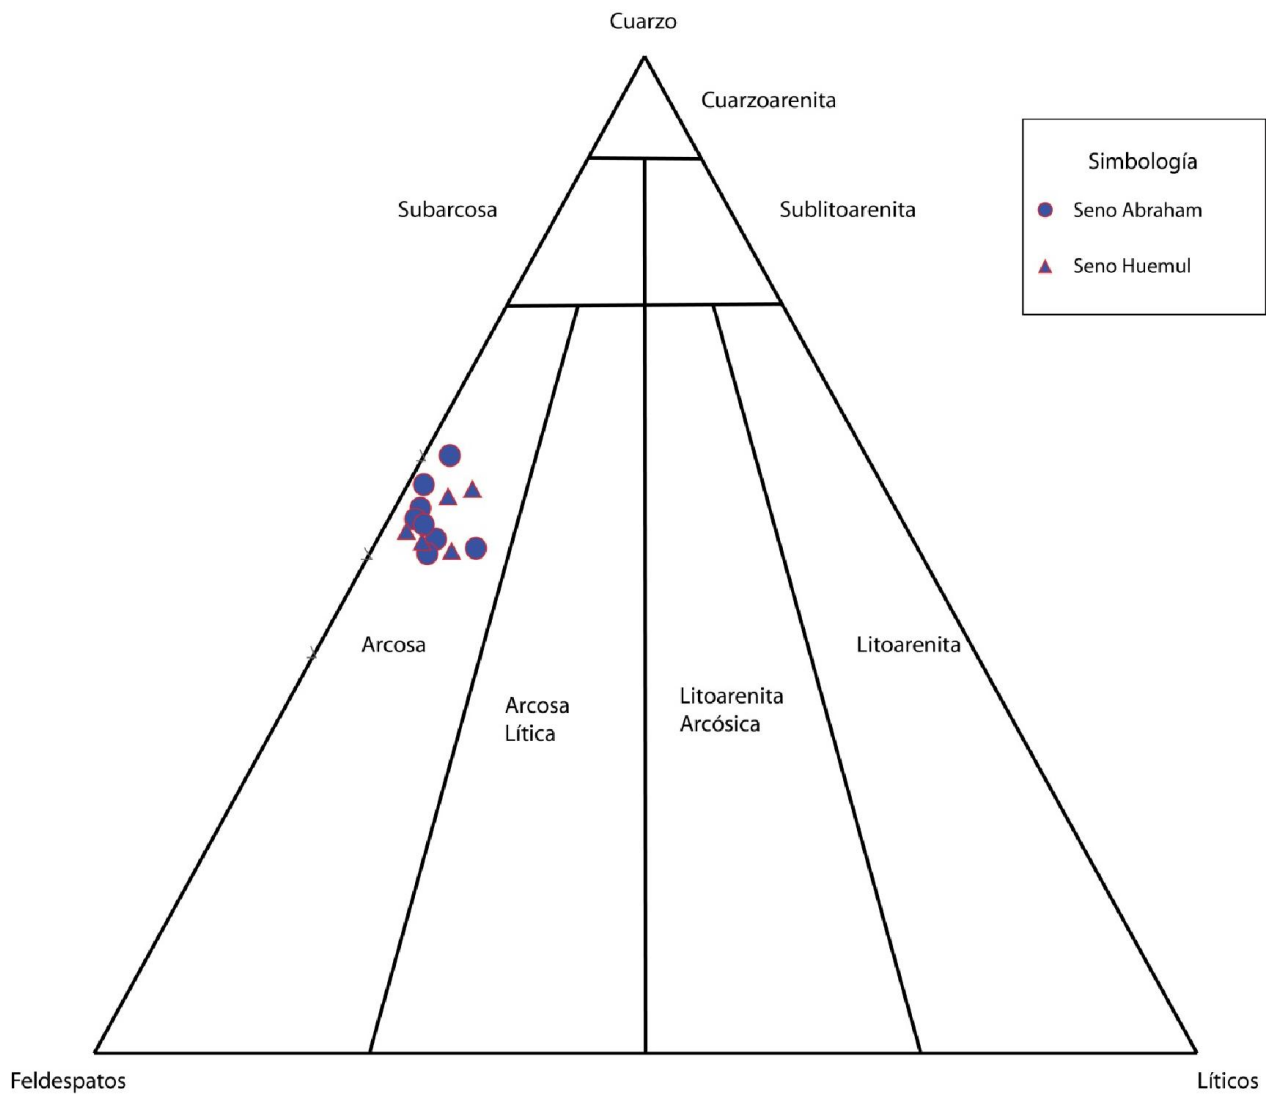 Cuarzo
Cuarzoarenita
Simbología
Subarcosa
Sublitoarenita
Seno Abraham
Seno Huemul
Arcosa
Litoarenita
Arcosa
Lítica
Litoarenita
Arcósica
Feldespatos
Líticos